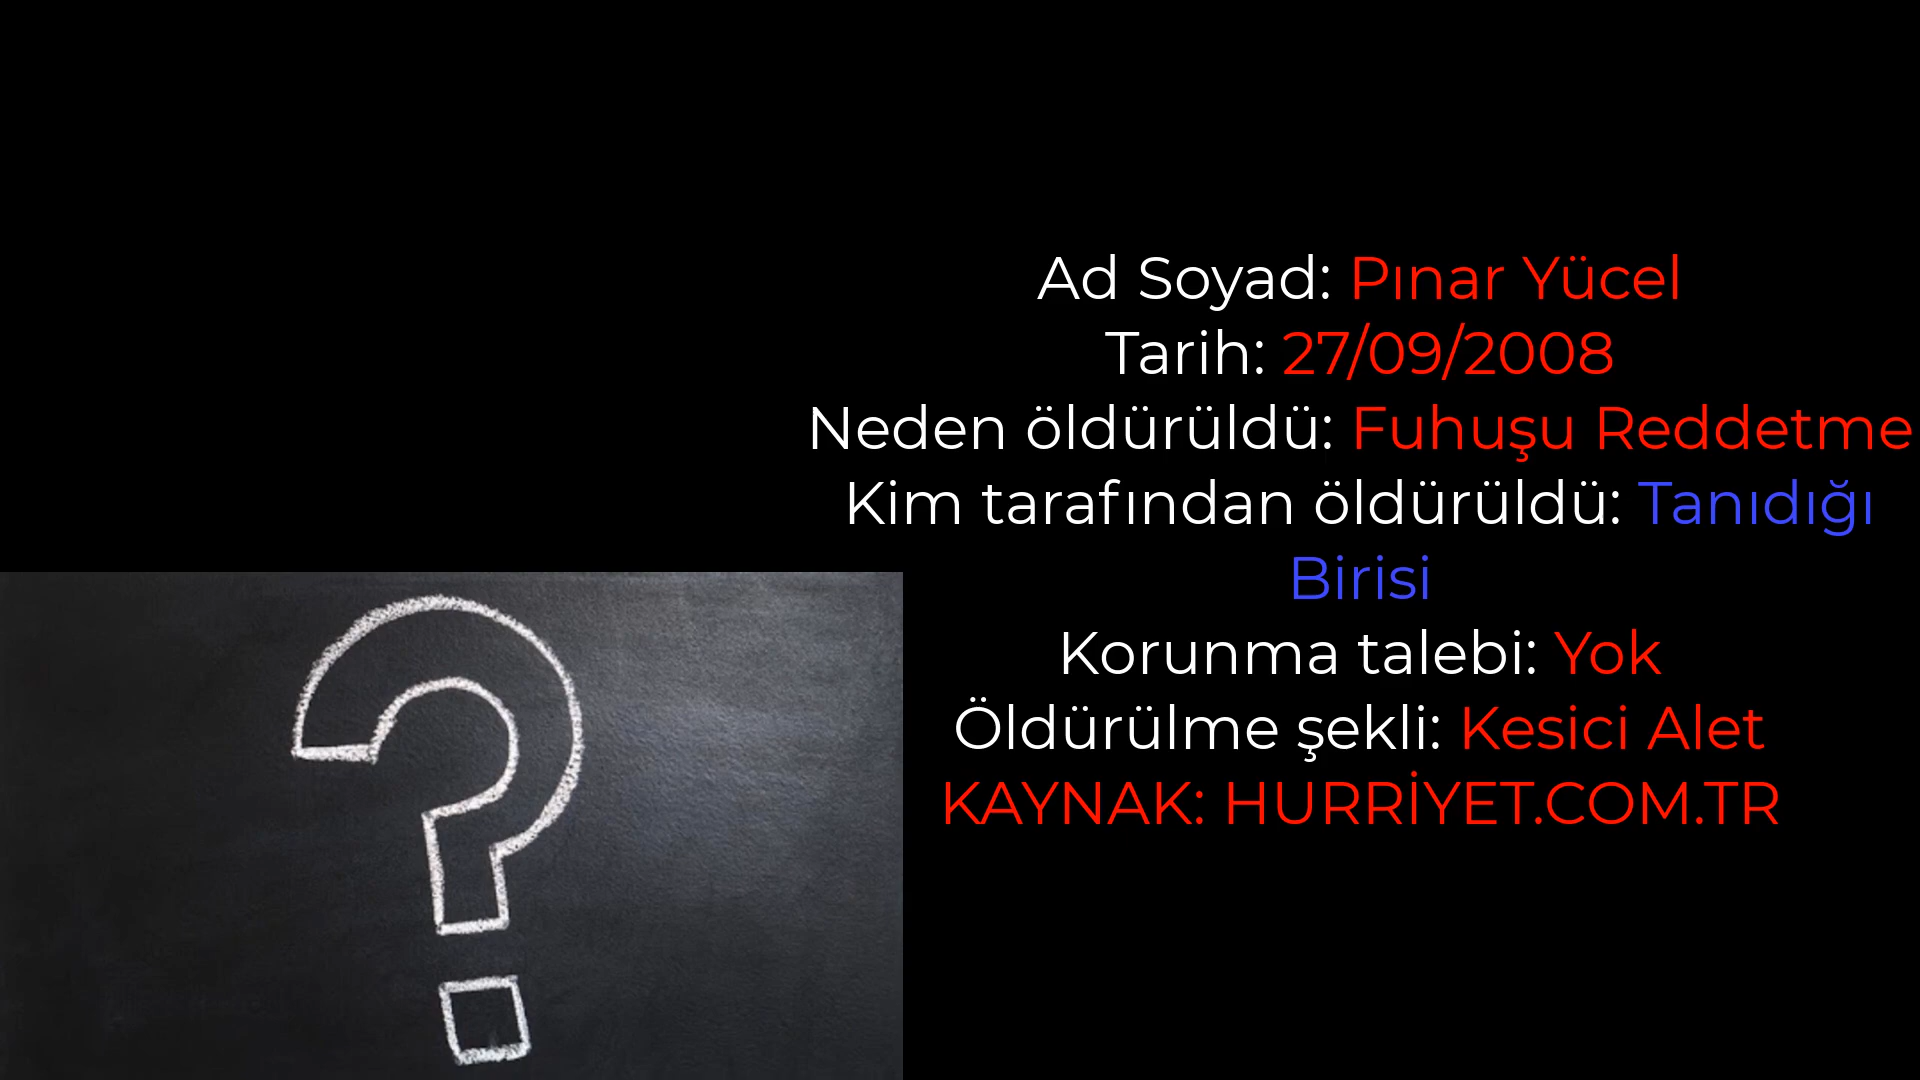 Ad Soyad: Pınar Yücel
Tarih: 27/09/2008
Neden öldürüldü: Fuhuşu Reddetme
Kim tarafından öldürüldü: Tanıdığı
Birisi
Korunma talebi: Yok
Öldürülme şekli: Kesici Alet
KAYNAK: HURRİYET.COM.TR
?